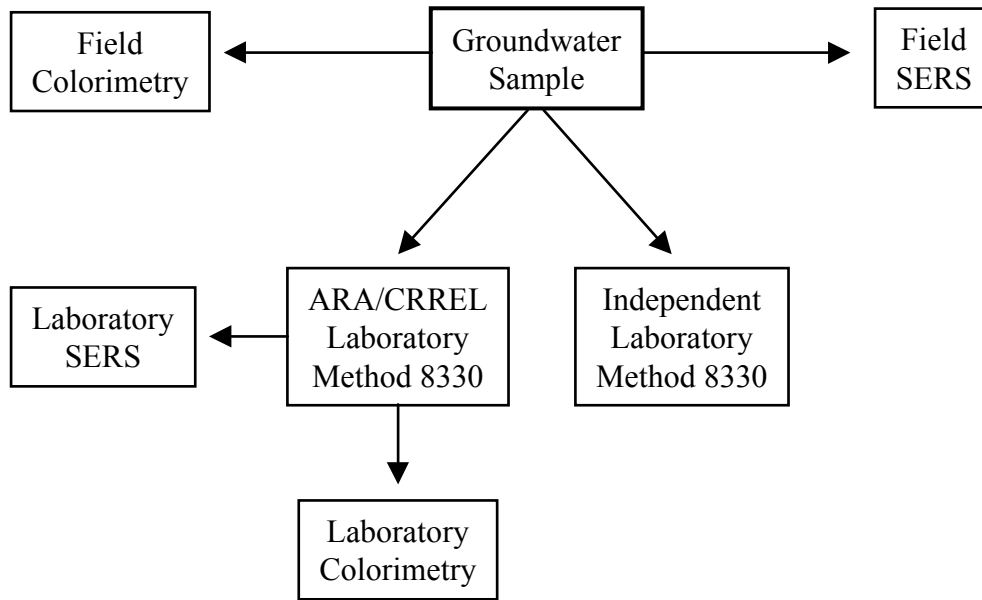 Field
Colorimetry
Groundwater
Sample
Field
SERS
Laboratory
SERS
ARA/CRREL
Laboratory
Method 8330
Independent
Laboratory
Method 8330
Laboratory
Colorimetry